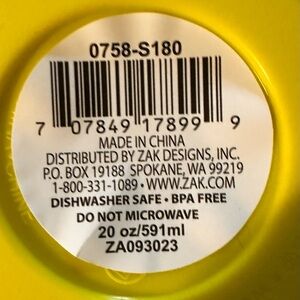 0758-S180
7 07849 17899 9
MADE IN CHINA
DISTRIBUTED BY ZAK DESIGNS, INC.
P.O. BOX 19188 SPOKANE, WA 99219
1-800-331-1089 • WWW.ZAK.COM
DISHWASHER SAFE • BPA FREE
DO NOT MICROWAVE
20 oz/591ml
ZA093023